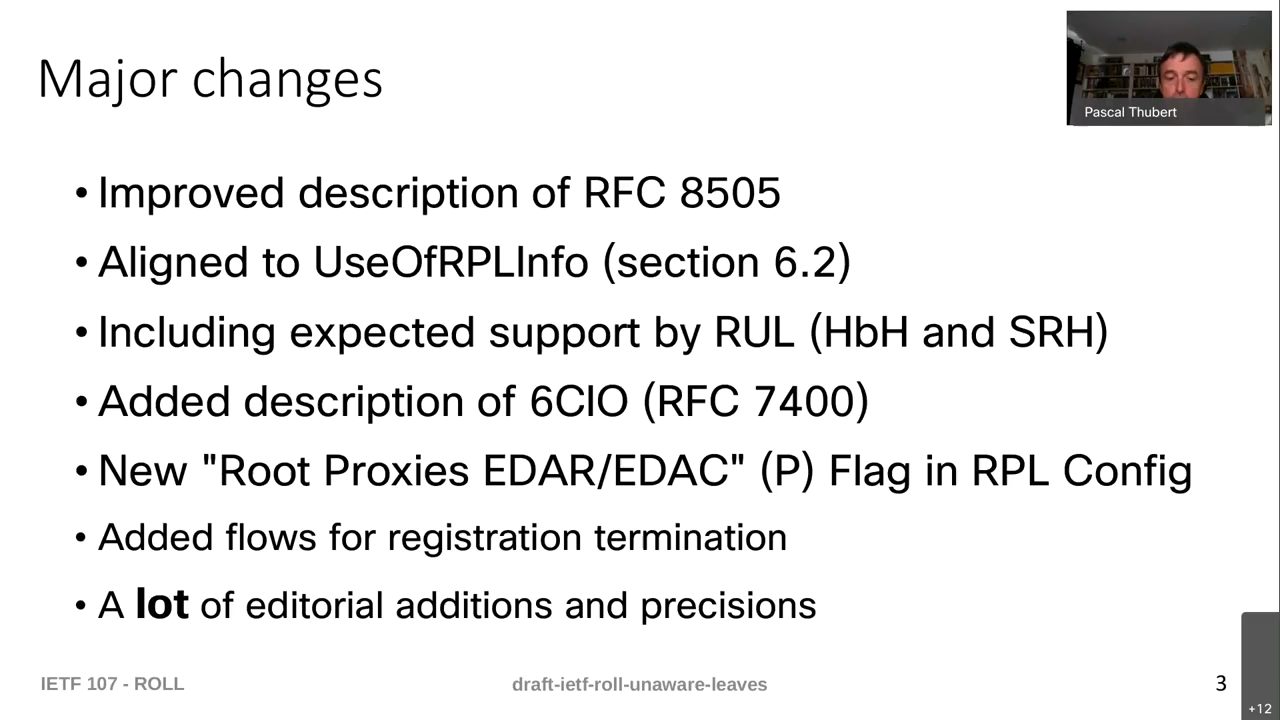 Major changes
Pascal Thubert
• Improved description of RFC 8505
• Aligned to UseOfRPLInfo (section 6.2)
• Including expected support by RUL (HbH and SRH)
• Added description of 6CIO (RFC 7400)
• New "Root Proxies EDAR/EDAC" (P) Flag in RPL Config
• Added flows for registration termination
• A lot of editorial additions and precisions
IETF 107 - ROLL
draft-ietf-roll-unaware-leaves
3
+12